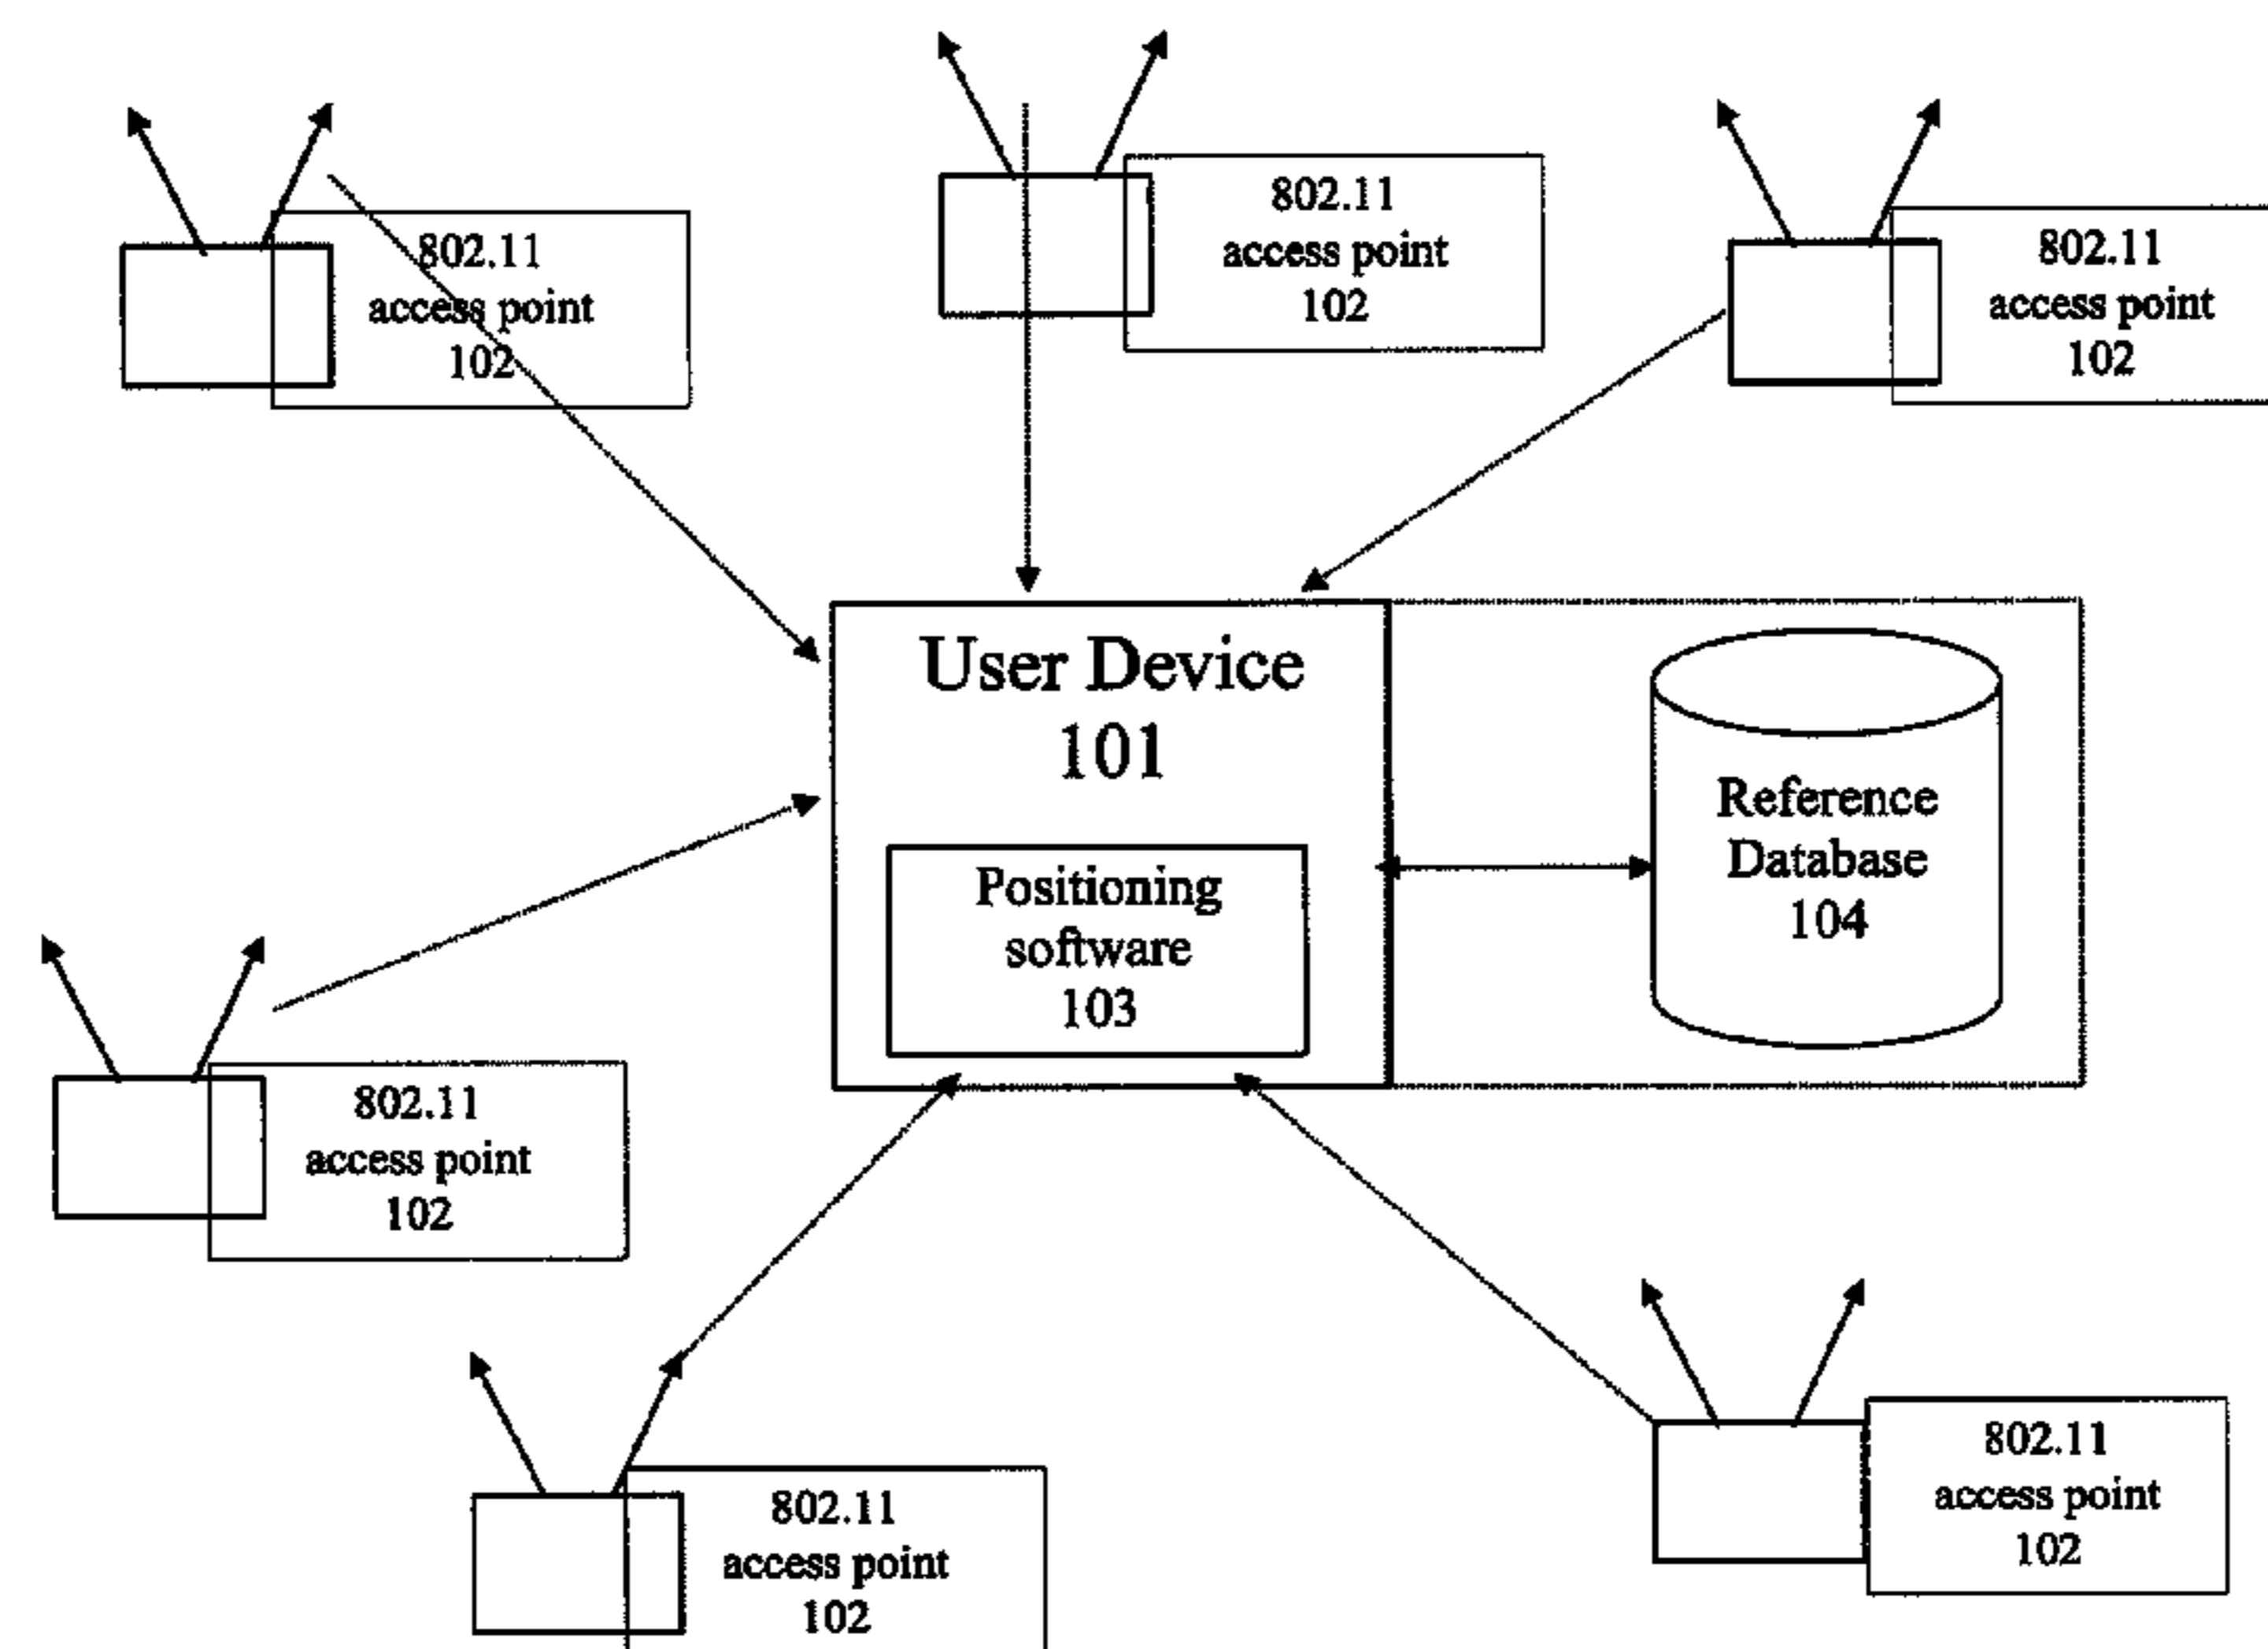 802.11
access point
102
802.11
access point
102
802.11
access point
102
User Device
101
Positioning
software
103
Reference
Database
104
802.11
access point
102
802.11
access point
102
802.11
access point
102